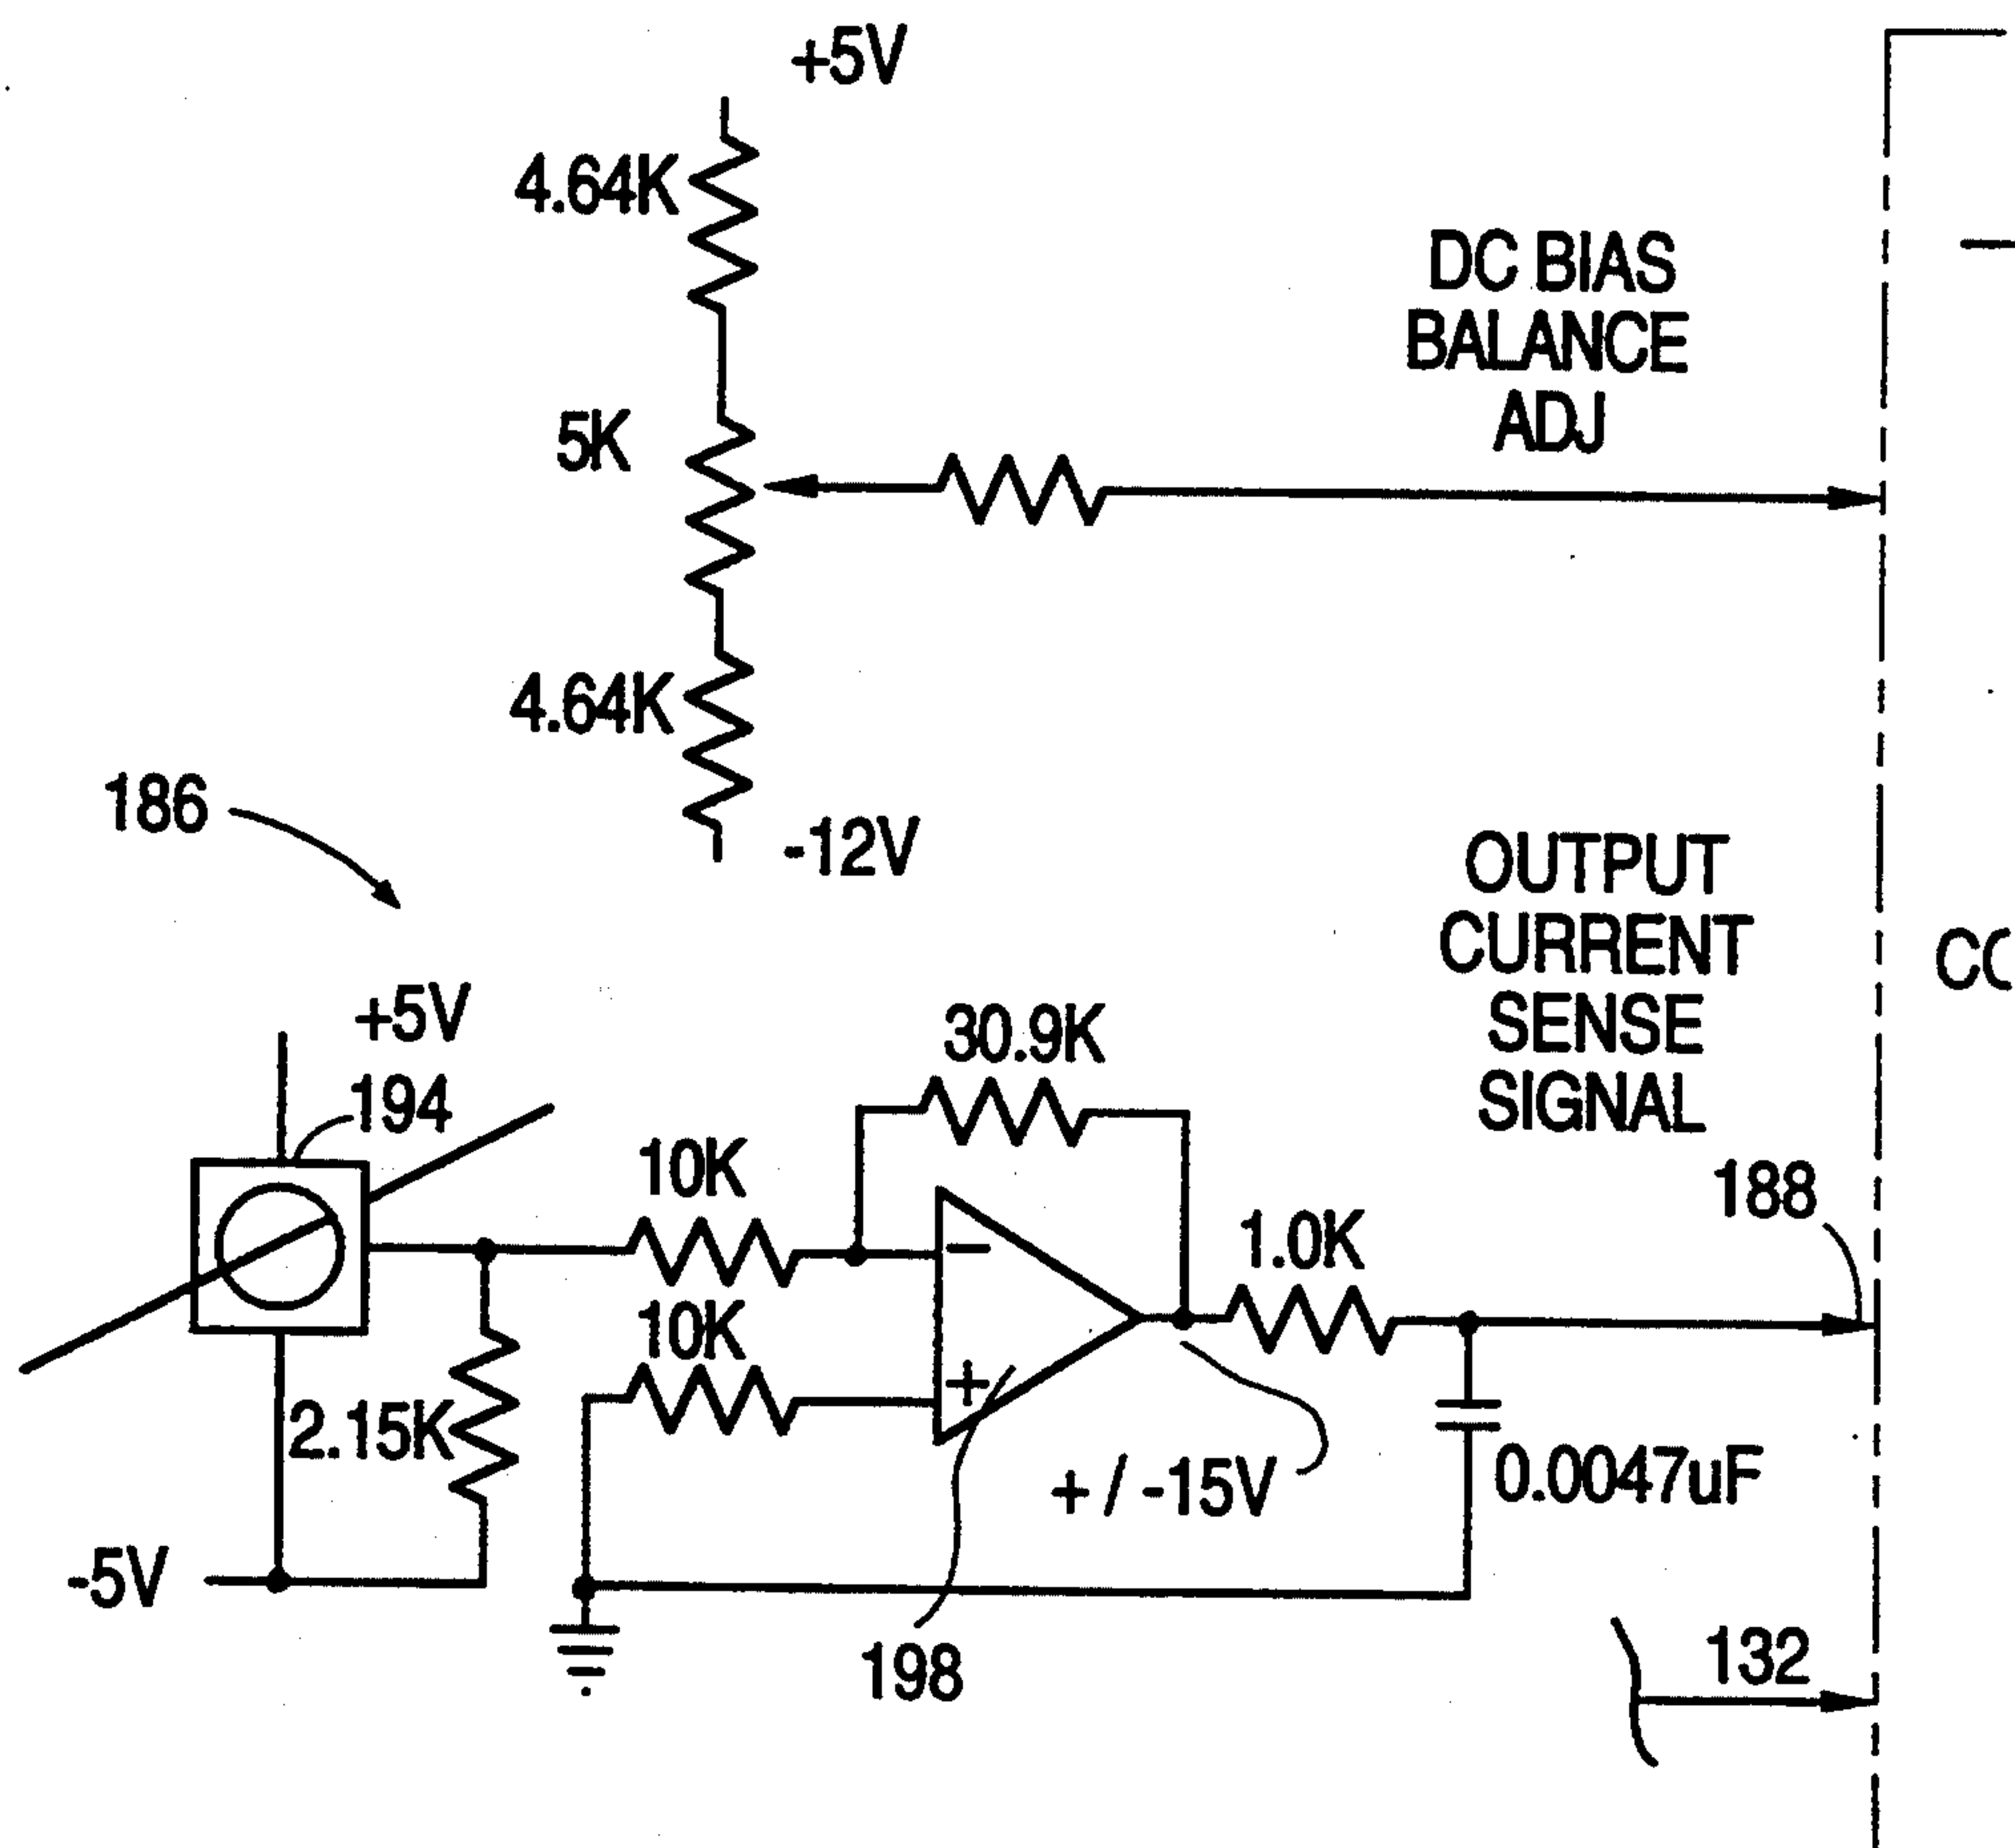 +5V
4.64K
DC BIAS
BALANCE
ADJ
5K
4.64K
186
-12V
OUTPUT
CURRENT
SENSE
SIGNAL
CC
+5V
194
30.9K
10K
188
1.0K
10K
−
+
2.15K
+/-15V
0.0047uF
-5V
198
132